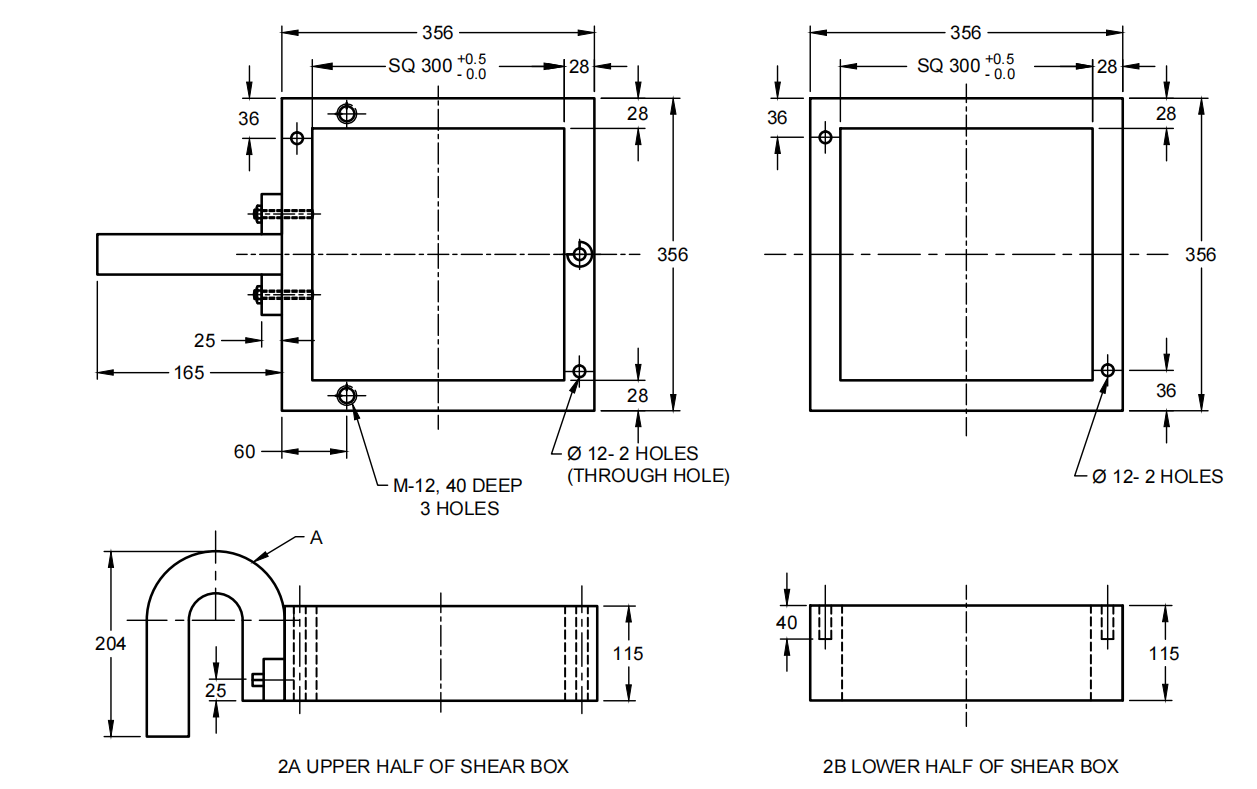 356
SQ 300 +0.5 - 0.0
28
36
28
356
25
165
28
60
Ø 12- 2 HOLES
(THROUGH HOLE)
M-12, 40 DEEP
3 HOLES
356
SQ 300 +0.5 - 0.0
28
36
28
356
36
Ø 12- 2 HOLES
A
204
25
115
2A UPPER HALF OF SHEAR BOX
40
115
2B LOWER HALF OF SHEAR BOX